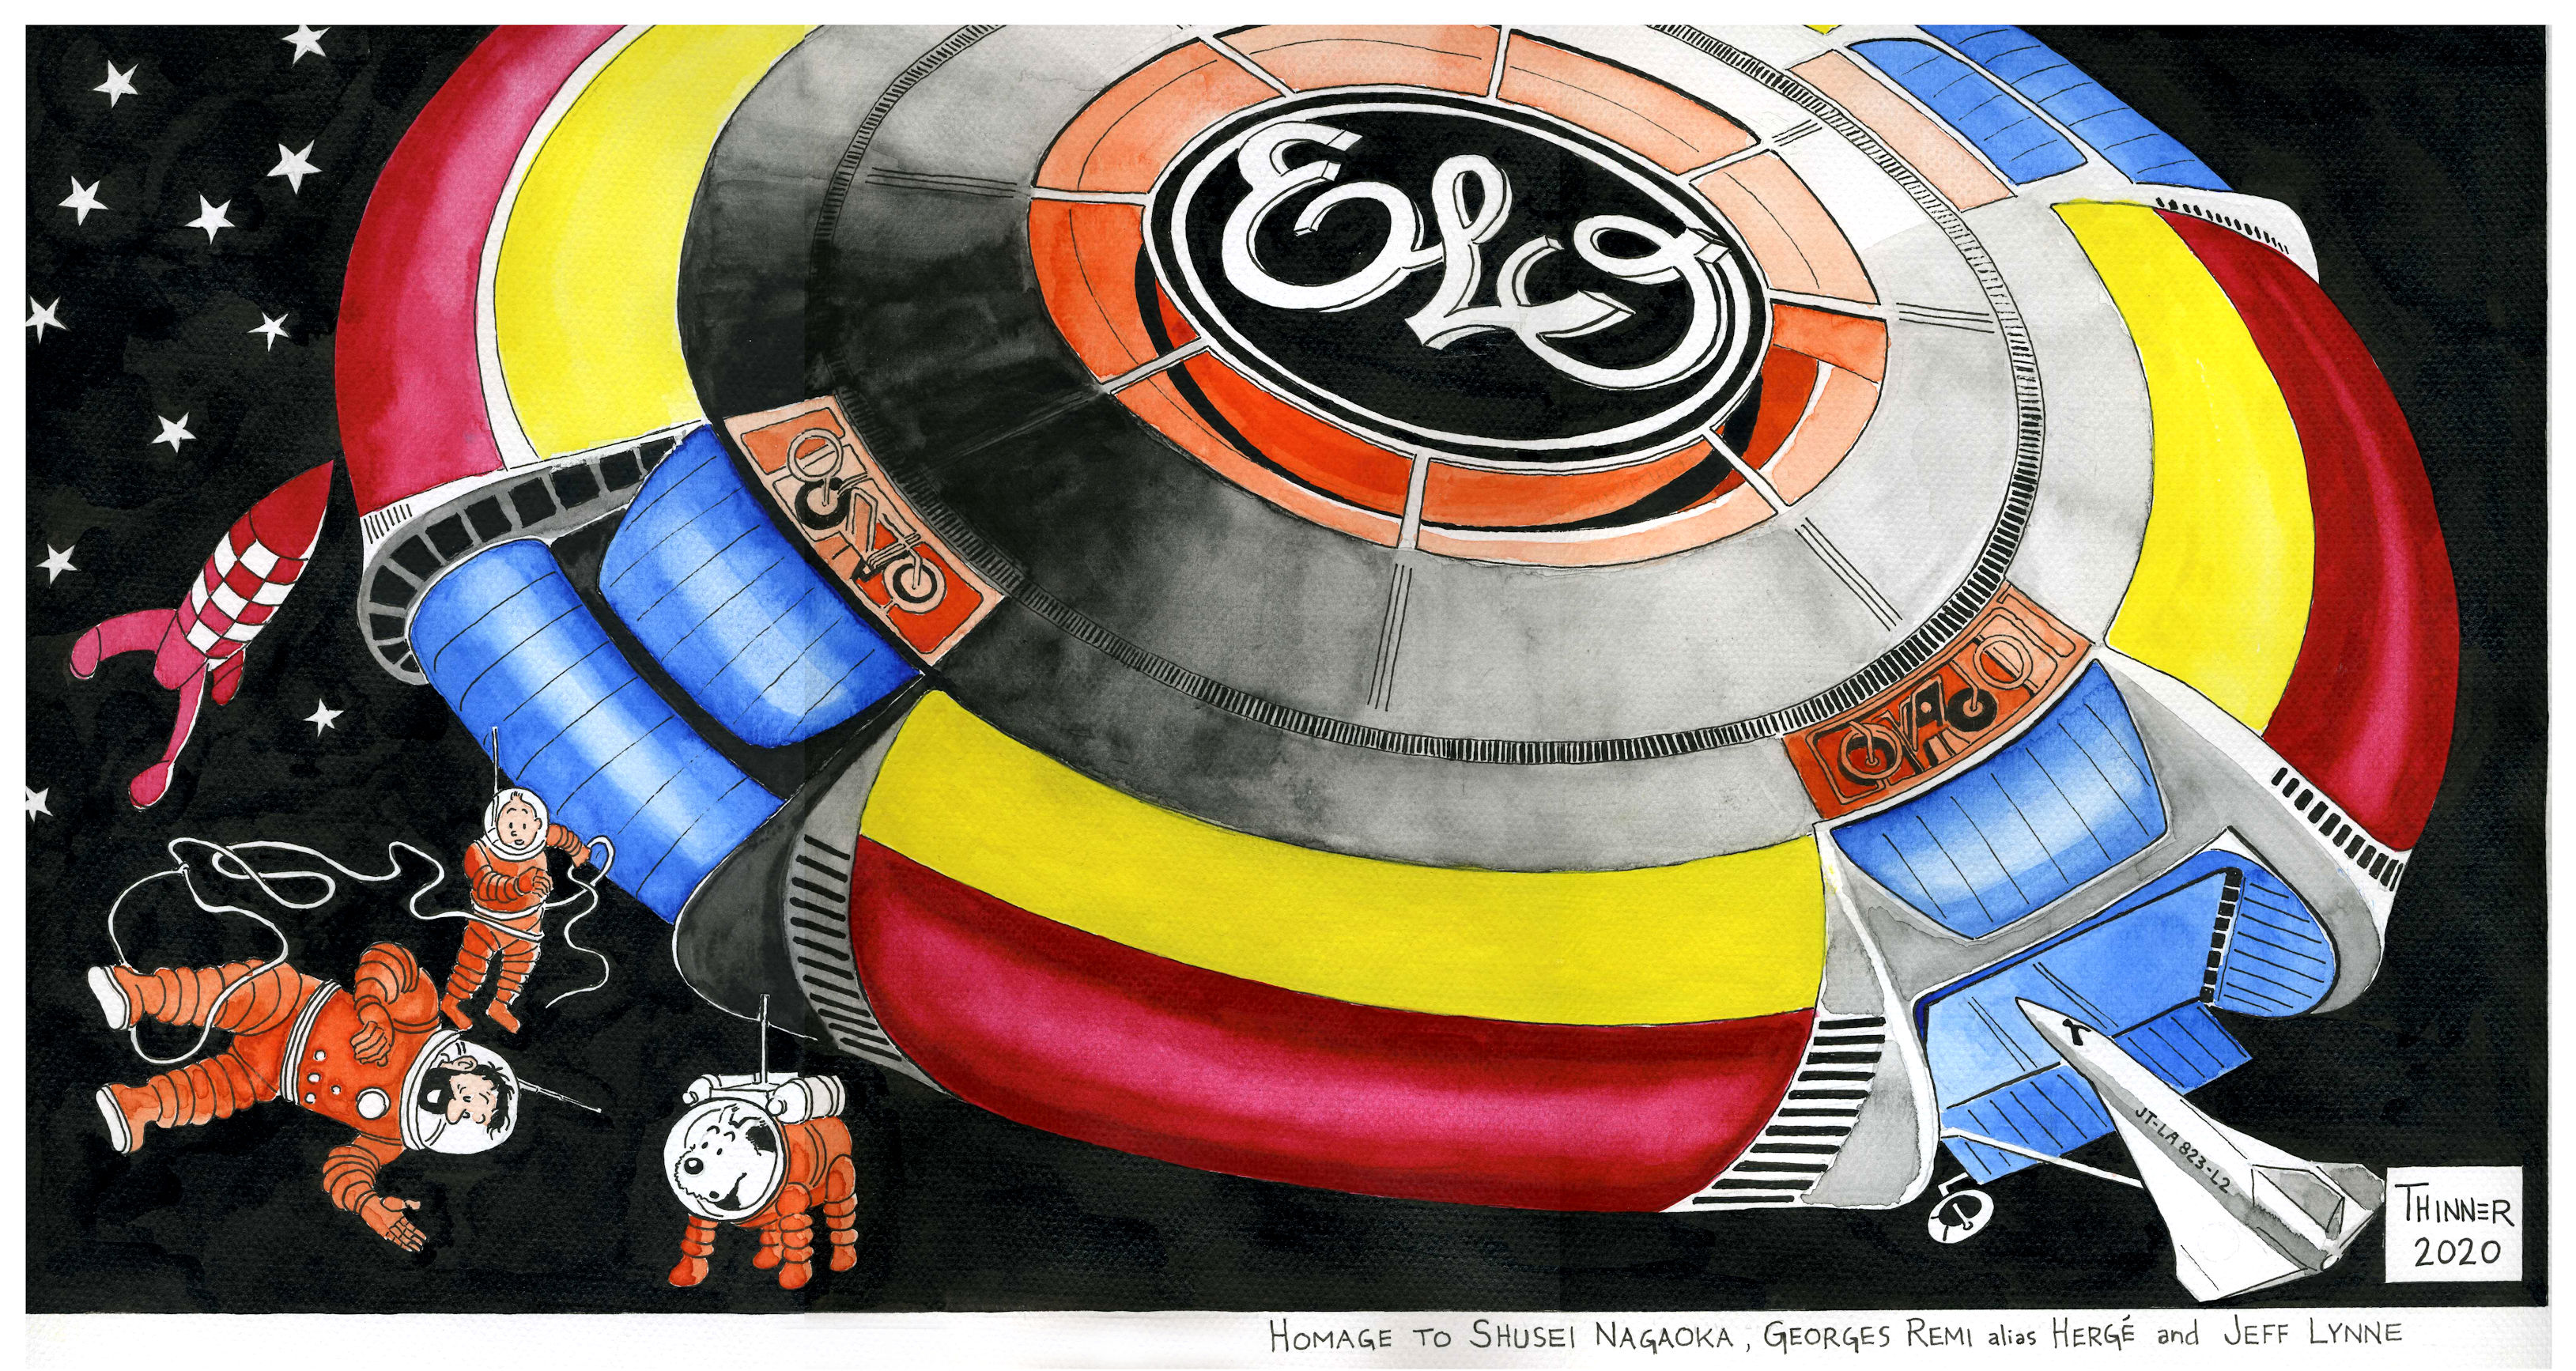 ELO
JT-LA 823-L2
THINNER
2020
HOMAGE TO SHUSEI NAGAOKA, GEORGES REMI alias HERGÉ and JEFF LYNNE